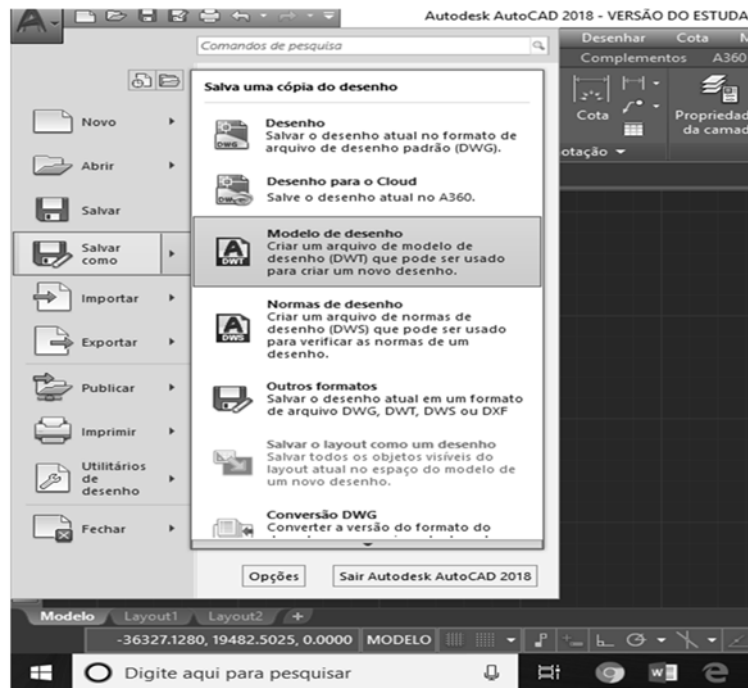 Autodesk AutoCAD 2018 - VERSÃO DO ESTUDA
Comandos de pesquisa
Desenhar Cota
Complementos A360
Cota
Propriedad
da camad
otação
Novo
Abrir
Salvar
Salvar
como
Importar
Exportar
Publicar
Imprimir
Utilitários
de
desenho
Fechar
Salva uma cópia do desenho
DWG
Desenho
Salvar o desenho atual no formato de
arquivo de desenho padrão (DWG).
Desenho para o Cloud
Salve o desenho atual no A360.
DWT
Modelo de desenho
Criar um arquivo de modelo de
desenho (DWT) que pode ser usado
para criar um novo desenho.
DWS
Normas de desenho
Criar um arquivo de normas de
desenho (DWS) que pode ser usado
para verificar as normas de um
desenho.
Outros formatos
Salvar o desenho atual em um formato
de arquivo DWG, DWT, DWS ou DXF
Salvar o layout como um desenho
Salvar todos os objetos visíveis do
layout atual no espaço do modelo de
um novo desenho.
Conversão DWG
Converter a versão do formato do
Opções Sair Autodesk AutoCAD 2018
Modelo Layout1 Layout2 +
-36327.1280, 19482.5025, 0.0000 MODELO
Digite aqui para pesquisar